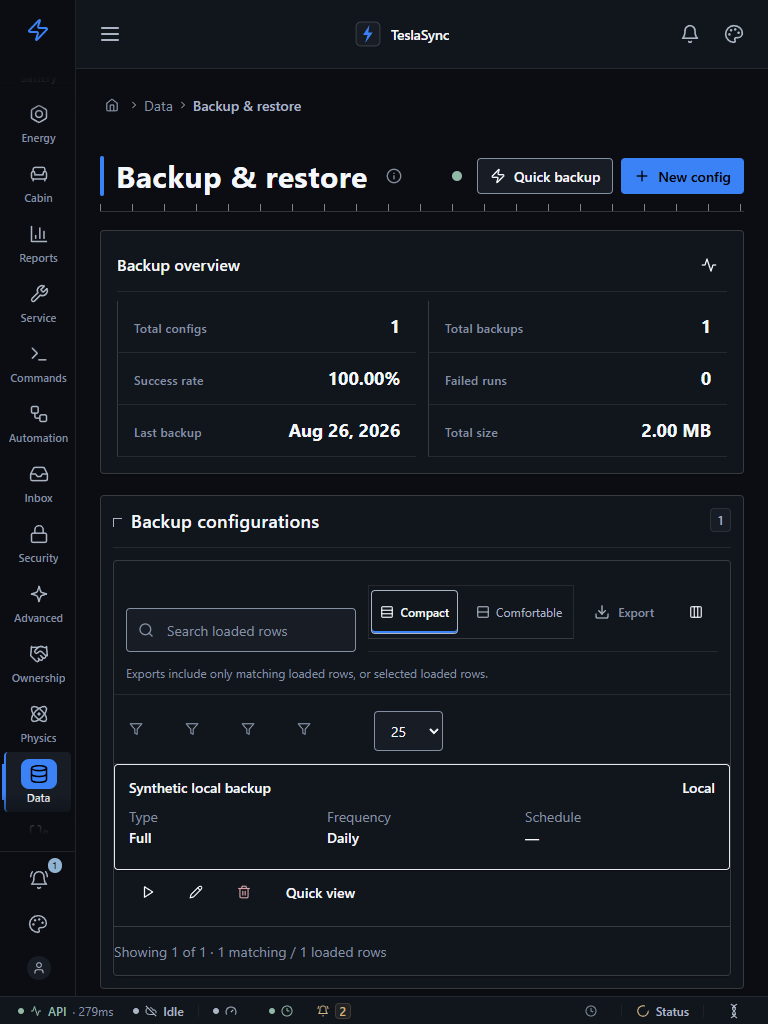 TeslaSync
Energy
Cabin
Reports
Service
Commands
Automation
Inbox
Security
Advanced
Ownership
Physics
Data
1
Data
Backup & restore
Backup & restore
Quick backup
New config
Backup overview
Total configs
1
Total backups
1
Success rate
100.00%
Failed runs
0
Last backup
Aug 26, 2026
Total size
2.00 MB
Backup configurations
1
Search loaded rows
Compact
Comfortable
Export
Exports include only matching loaded rows, or selected loaded rows.
25
Synthetic local backup
Local
Type
Frequency
Schedule
Full
Daily
—
Quick view
Showing 1 of 1 · 1 matching / 1 loaded rows
API · 279ms
Idle
2
Status